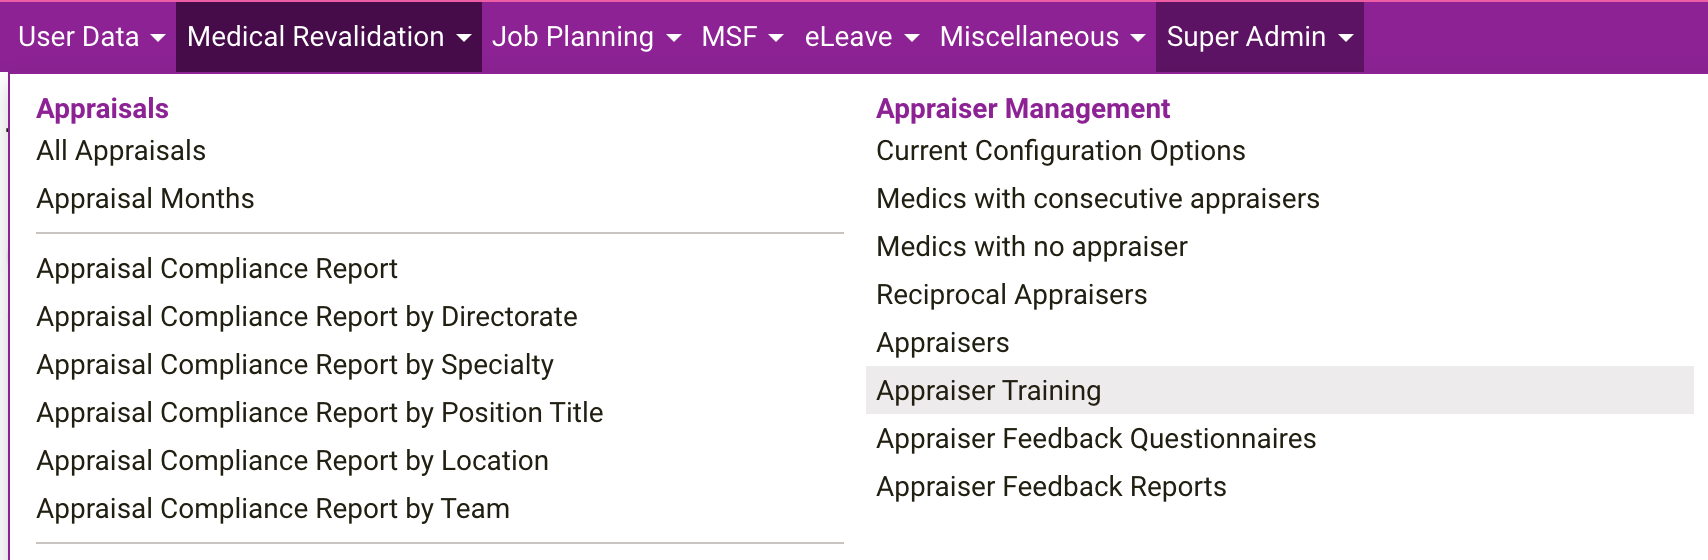 User Data Medical Revalidation Job Planning MSF eLeave Miscellaneous Super Admin
Appraisals
All Appraisals
Appraisal Months
Appraisal Compliance Report
Appraisal Compliance Report by Directorate
Appraisal Compliance Report by Specialty
Appraisal Compliance Report by Position Title
Appraisal Compliance Report by Location
Appraisal Compliance Report by Team
Appraiser Management
Current Configuration Options
Medics with consecutive appraisers
Medics with no appraiser
Reciprocal Appraisers
Appraisers
Appraiser Training
Appraiser Feedback Questionnaires
Appraiser Feedback Reports